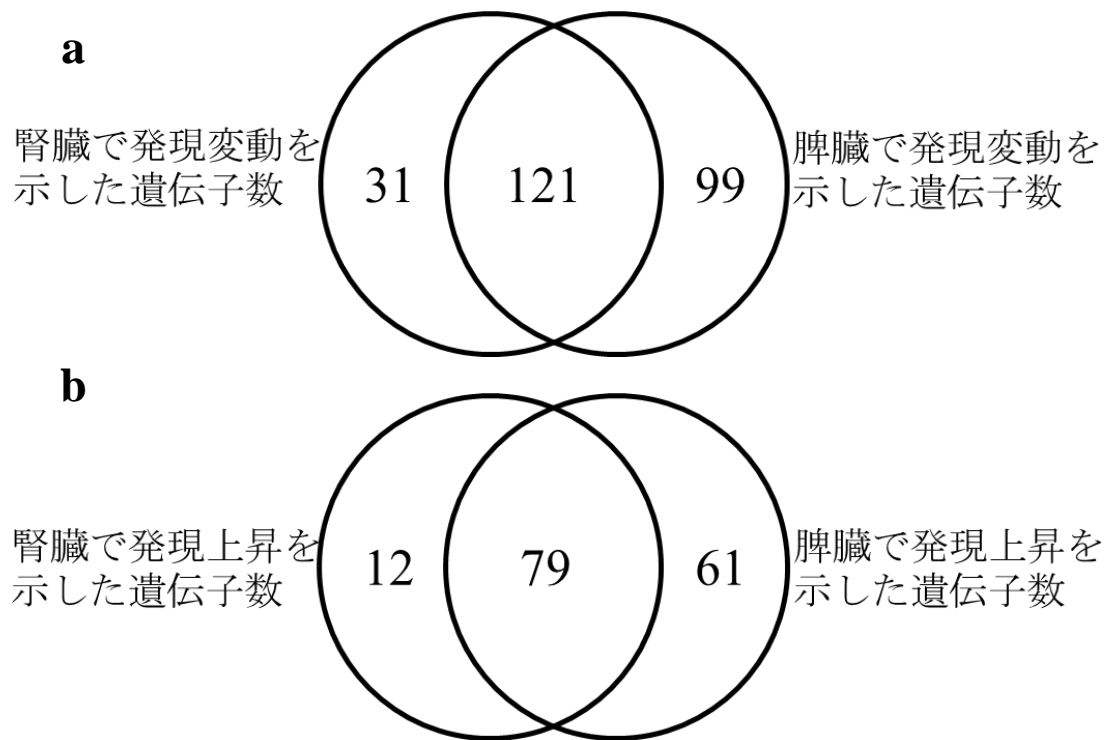 a
腎臓で発現変動を
示した遺伝子数
31
121
99
脾臓で発現変動を
示した遺伝子数
b
腎臓で発現上昇を
示した遺伝子数
12
79
61
脾臓で発現上昇を
示した遺伝子数